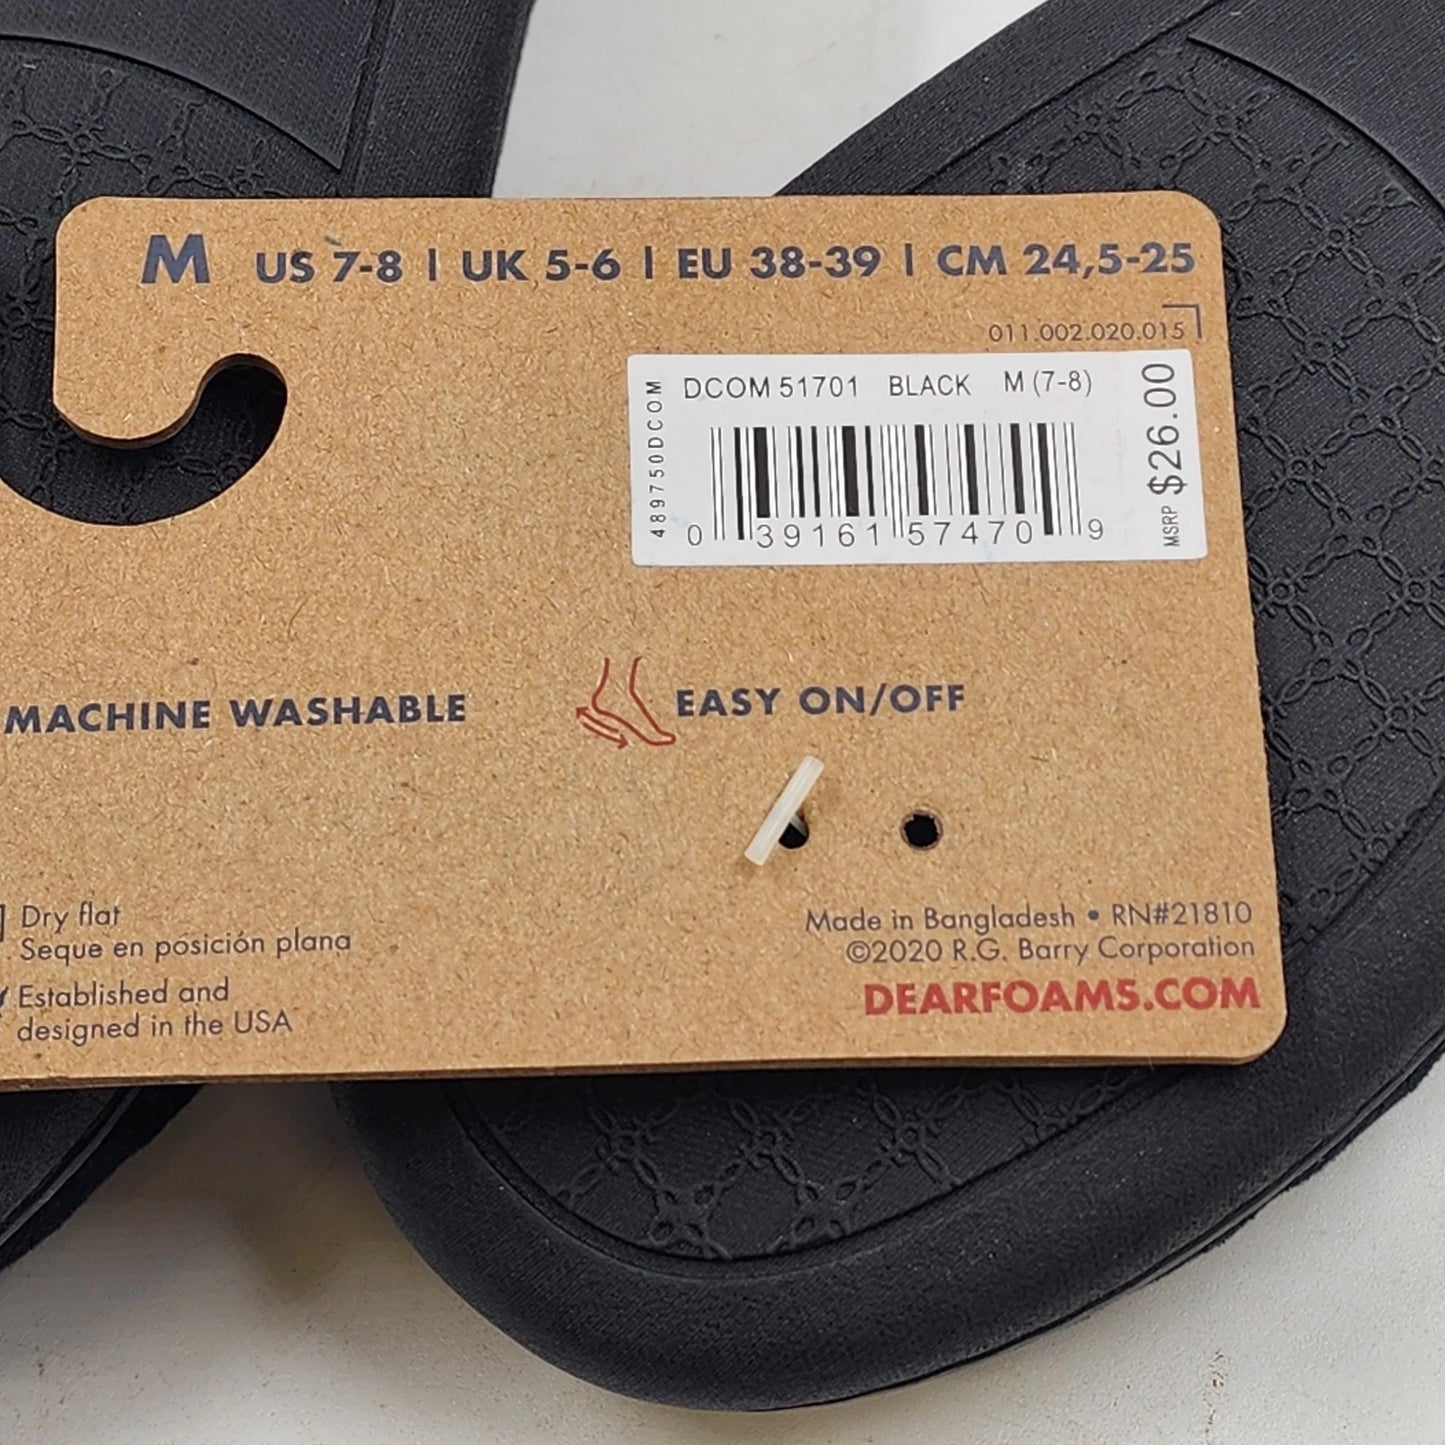 M US 7-8 | UK 5-6 | EU 38-39 | CM 24,5-25
011.002.020.015
DCOM 51701 BLACK M (7-8)
489750DCOM
0 39161 57470 9
MSRP $26.00
MACHINE WASHABLE
EASY ON/OFF
Dry flat
Seque en posición plana
Established and
designed in the USA
Made in Bangladesh • RN#21810
©2020 R.G. Barry Corporation
DEARFOAMS.COM